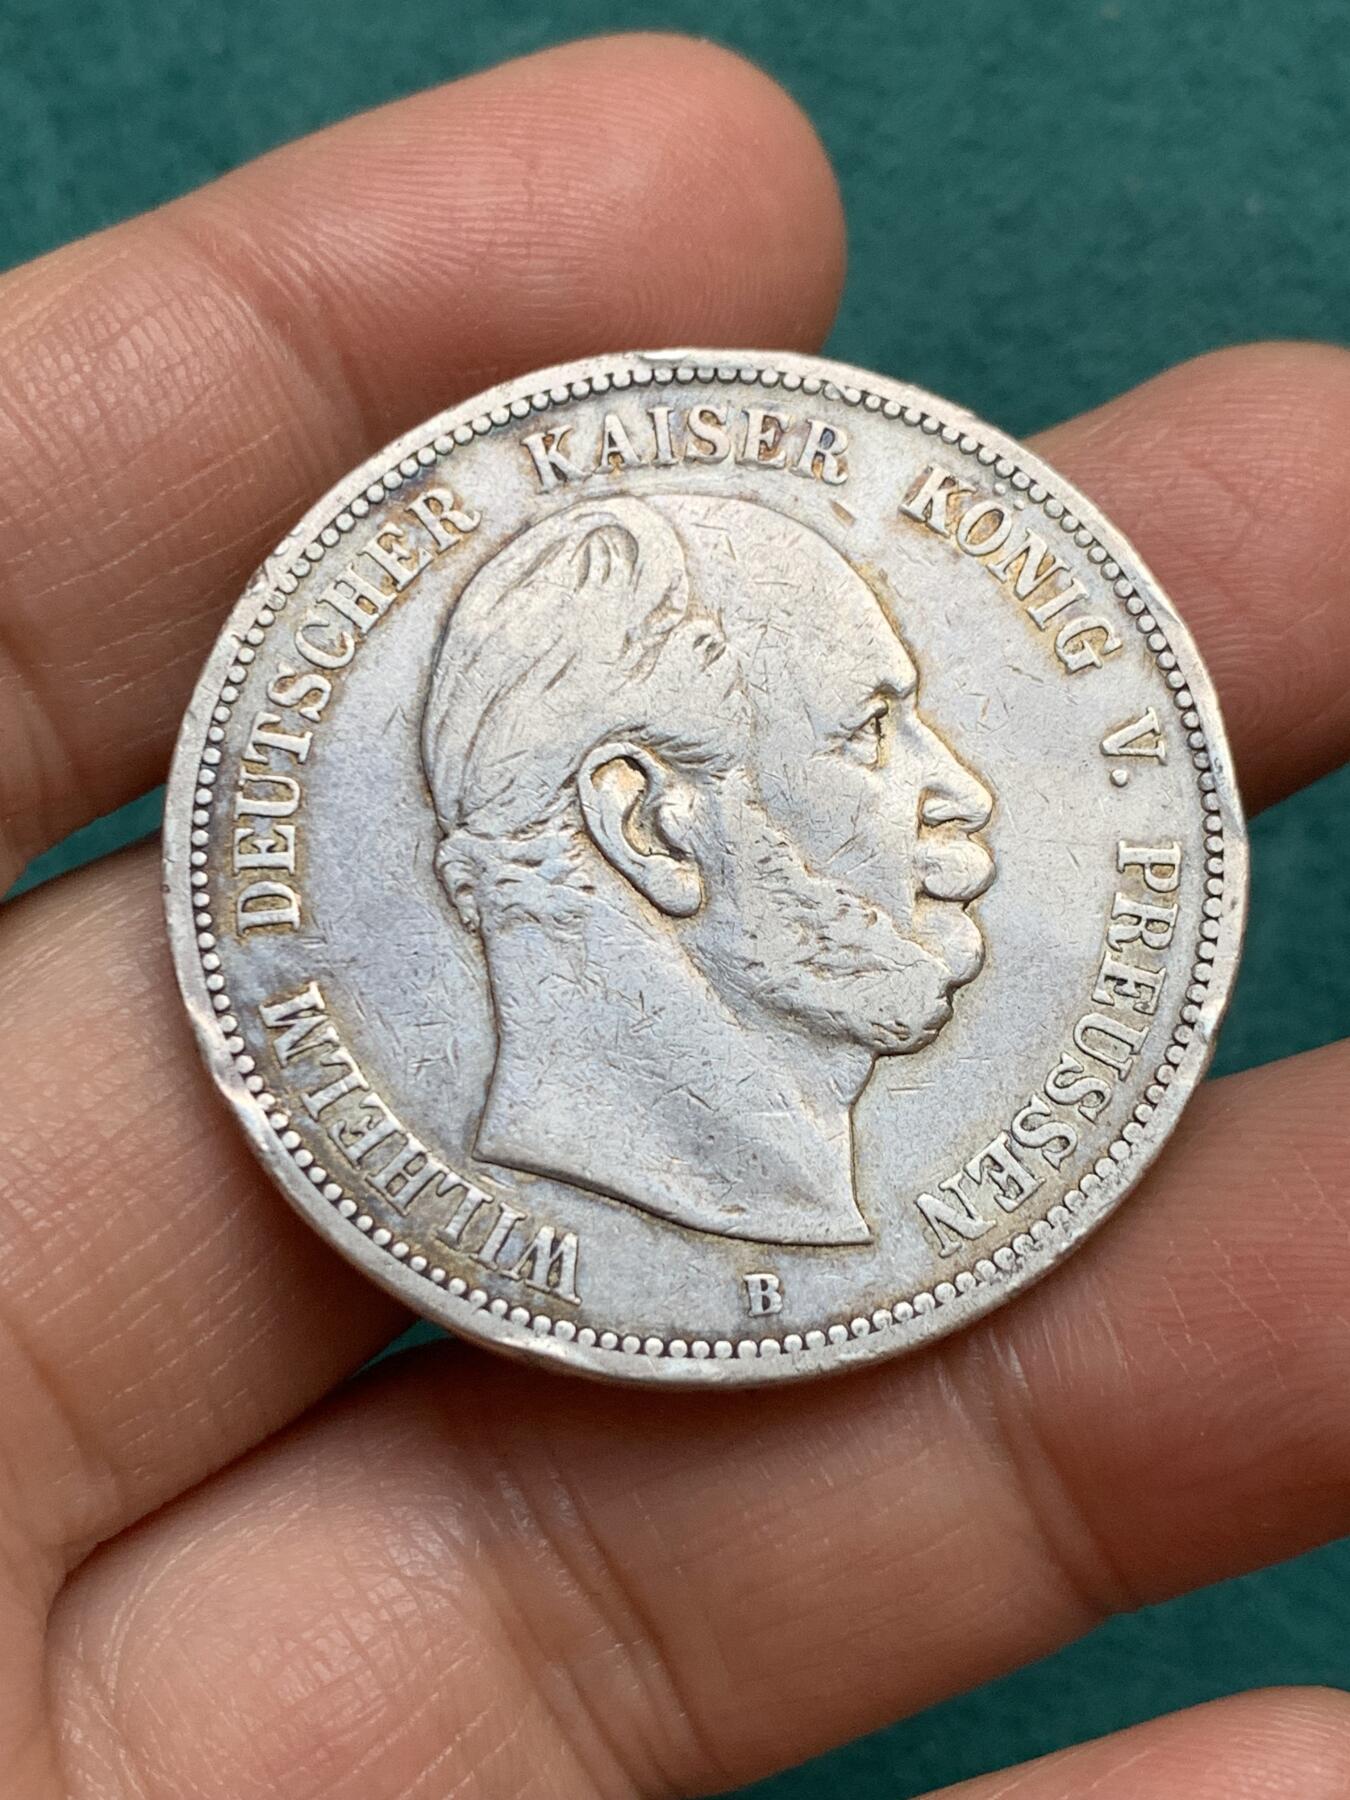 WILHELM DEUTSCHER KAISER KÖNIG V. PREUSSEN
B